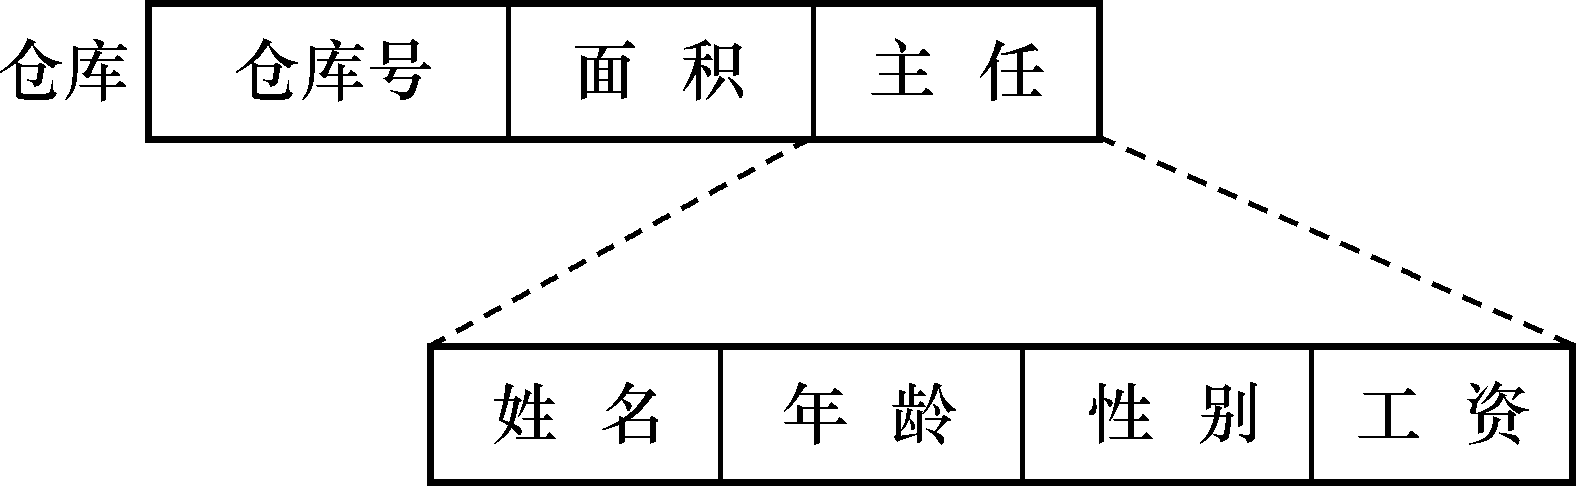 仓库 仓库号 面 积 主 任
姓 名 年 龄 性 别 工 资